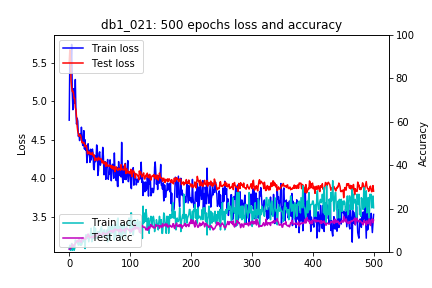 db1_021: 500 epochs loss and accuracy
Train loss
Test loss
Train acc
Test acc
Loss
5.5
5.0
4.5
4.0
3.5
Accuracy
100
80
60
40
20
0
0 100 200 300 400 500